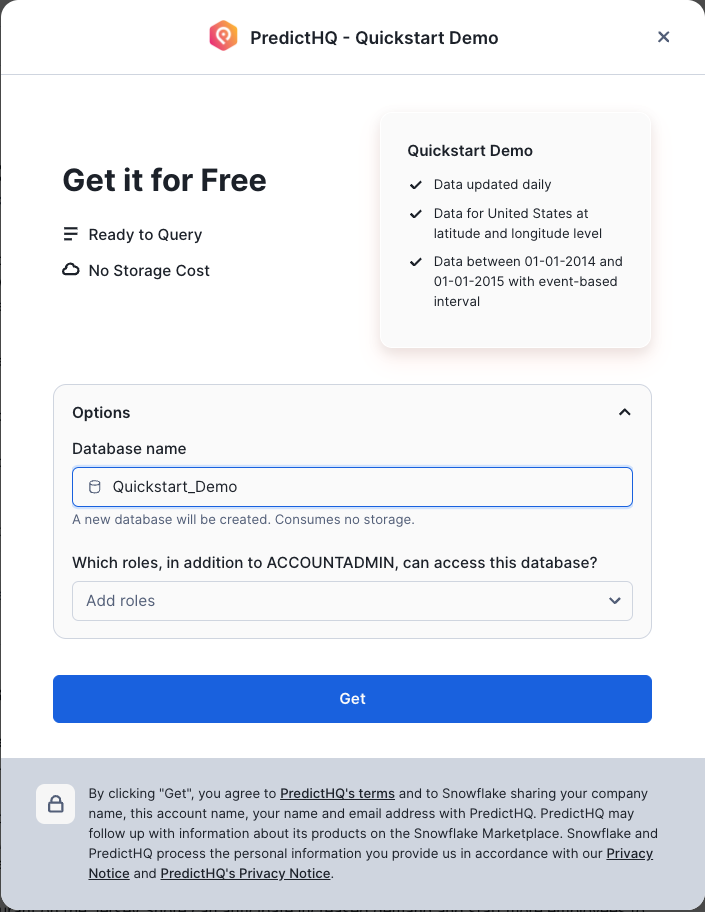 PredictHQ - Quickstart Demo
Get it for Free
Ready to Query
No Storage Cost
Quickstart Demo
Data updated daily
Data for United States at
latitude and longitude level
Data between 01-01-2014 and
01-01-2015 with event-based
interval
Options
Database name
Quickstart_Demo
A new database will be created. Consumes no storage.
Which roles, in addition to ACCOUNTADMIN, can access this database?
Add roles
Get
By clicking "Get", you agree to PredictHQ's terms and to Snowflake sharing your company
name, this account name, your name and email address with PredictHQ. PredictHQ may
follow up with information about its products on the Snowflake Marketplace. Snowflake and
PredictHQ process the personal information you provide us in accordance with our Privacy
Notice and PredictHQ's Privacy Notice.